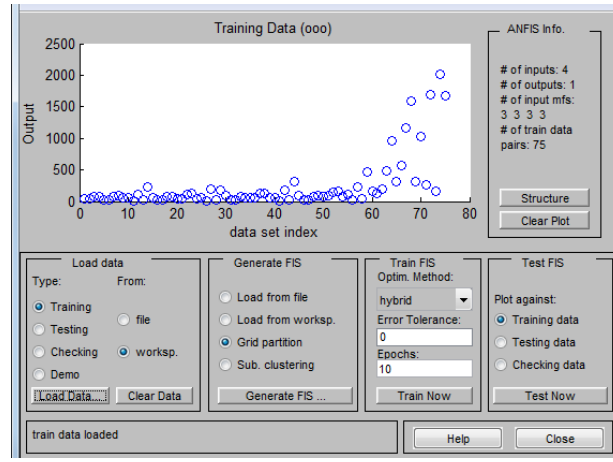 Training Data (ooo)
2500
2000
1500
1000
500
0
Output
0 10 20 30 40 50 60 70 80
data set index
ANFIS Info.
# of inputs: 4
# of outputs: 1
# of input mfs:
3 3 3 3
# of train data
pairs: 75
Structure
Clear Plot
Load data
Type: From:
Training
Testing
Checking
Demo
file
worksp.
Load Data...
Clear Data
Generate FIS
Load from file
Load from worksp.
Grid partition
Sub. clustering
Generate FIS ...
Train FIS
Optim. Method:
hybrid
Error Tolerance:
0
Epochs:
10
Train Now
Test FIS
Plot against:
Training data
Testing data
Checking data
Test Now
train data loaded
Help
Close